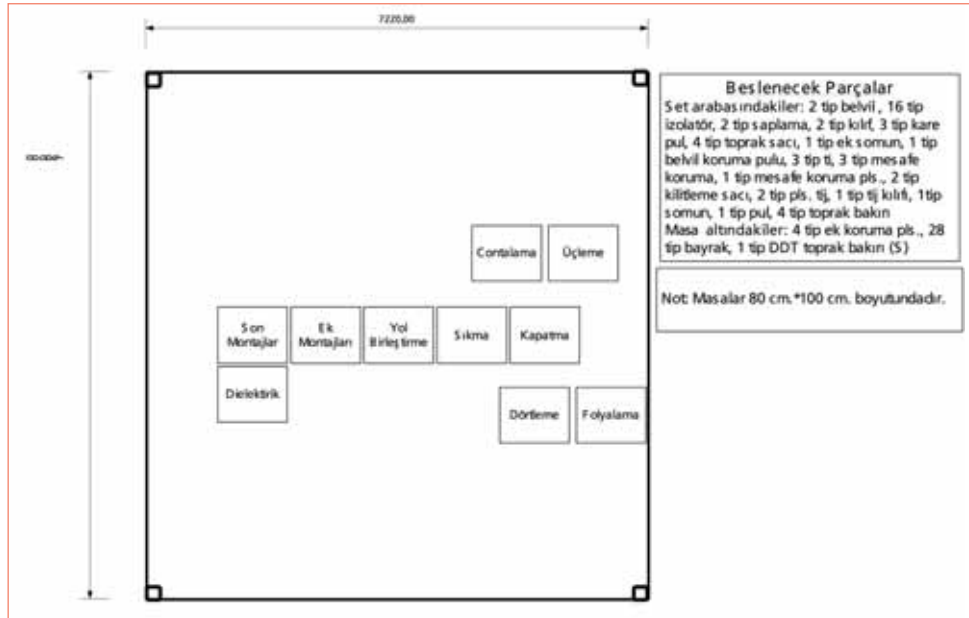 7220,00
Beslenecek Parçalar
Set arabasındakiler: 2 tip belvil , 16 tip
izolatör, 2 tip saplama, 2 tip kılıf, 3 tip kare
pul, 4 tip toprak sacı, 1 tip ek somun, 1 tip
belvil koruma pulu, 3 tip ti, 3 tip mesafe
koruma, 1 tip mesafe koruma pls., 2 tip
kilitleme sacı, 2 tip pls. tij, 1 tip tij kılıfı, 1tip
somun, 1 tip pul, 4 tip toprak bakırı
Masa altındakiler: 4 tip ek koruma pls., 28
tip bayrak, 1 tip DDT toprak bakırı (S)
Not: Masalar 80 cm.*100 cm. boyutundadır.
Contalama
Üçleme
Son
Montajlar
Ek
Montajları
Yol
Birleştirme
Sıkma
Kapatma
Dielektirik
Dörtleme
Folyalama